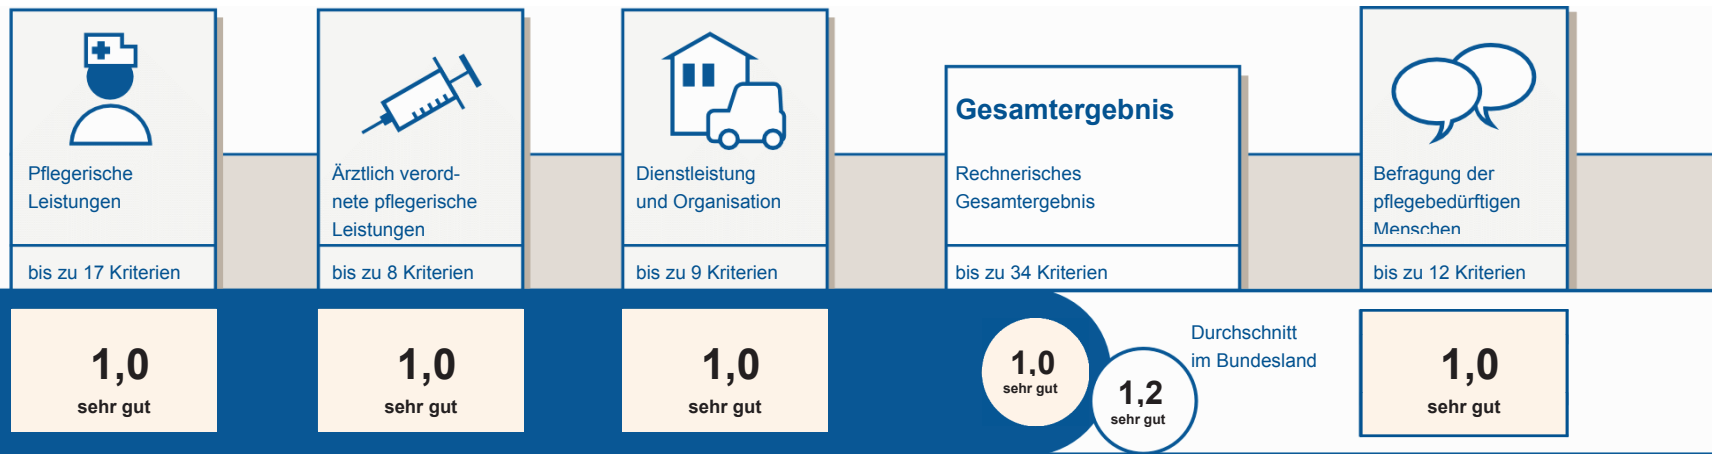 Pflegerische
Leistungen
bis zu 17 Kriterien
1,0
sehr gut
Ärztlich verord-
nete pflegerische
Leistungen
bis zu 8 Kriterien
1,0
sehr gut
Dienstleistung
und Organisation
bis zu 9 Kriterien
1,0
sehr gut
Gesamtergebnis
Rechnerisches
Gesamtergebnis
bis zu 34 Kriterien
1,0
sehr gut
1,2
sehr gut
Durchschnitt
im Bundesland
Befragung der
pflegebedürftigen
Menschen
bis zu 12 Kriterien
1,0
sehr gut